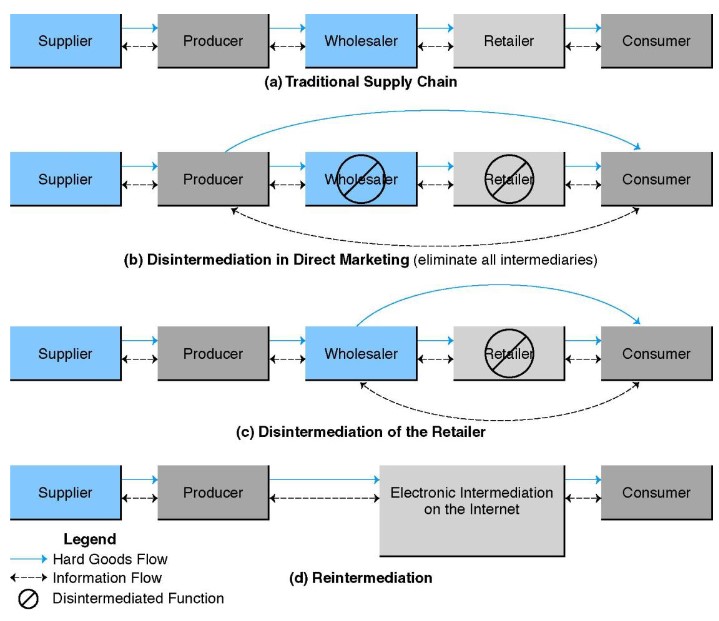 Supplier Producer Wholesaler Retailer Consumer
(a) Traditional Supply Chain
Supplier Producer Wholesaler Retailer Consumer
(b) Disintermediation in Direct Marketing (eliminate all intermediaries)
Supplier Producer Wholesaler Retailer Consumer
(c) Disintermediation of the Retailer
Supplier Producer Electronic Intermediation on the Internet Consumer
(d) Reintermediation
Legend
Hard Goods Flow
Information Flow
Disintermediated Function